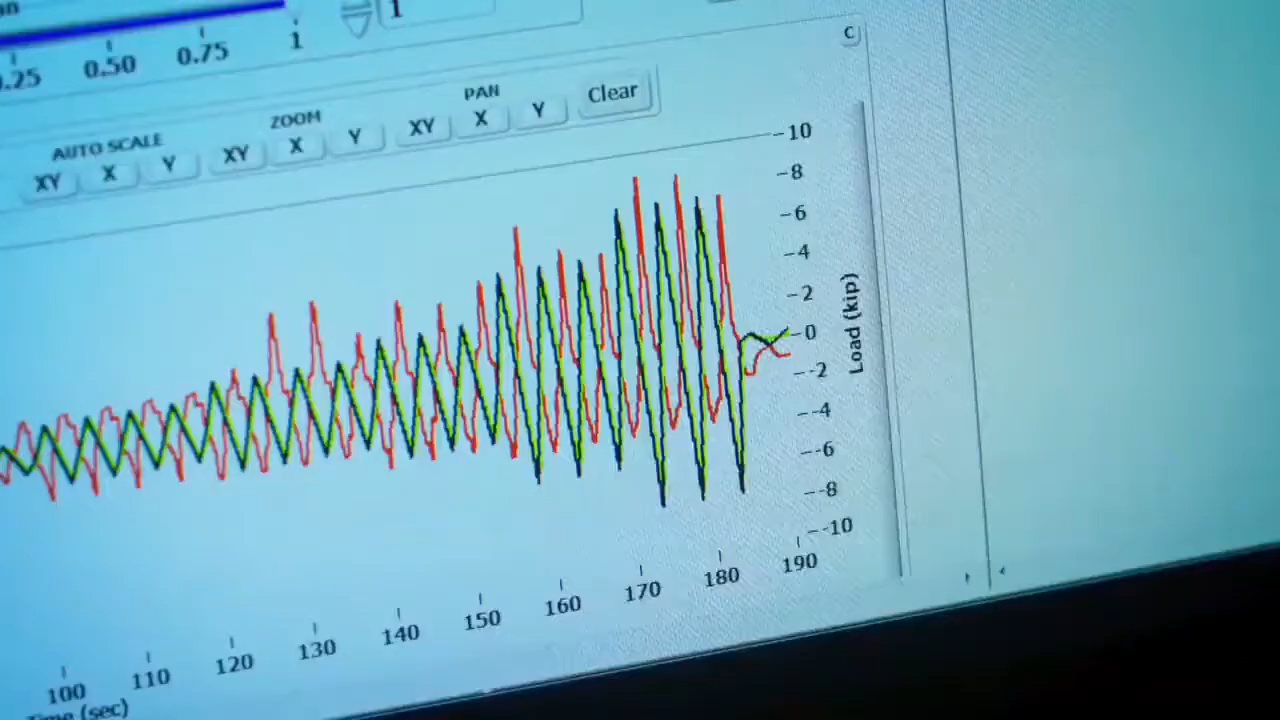 0.50 0.75 1
1
C
AUTO SCALE ZOOM PAN
XY X Y XY X Y XY X Y Clear
10
8
6
4
2
0
-2
-4
-6
-8
-10
Load (kip)
100 110 120 130 140 150 160 170 180 190
Time (sec)